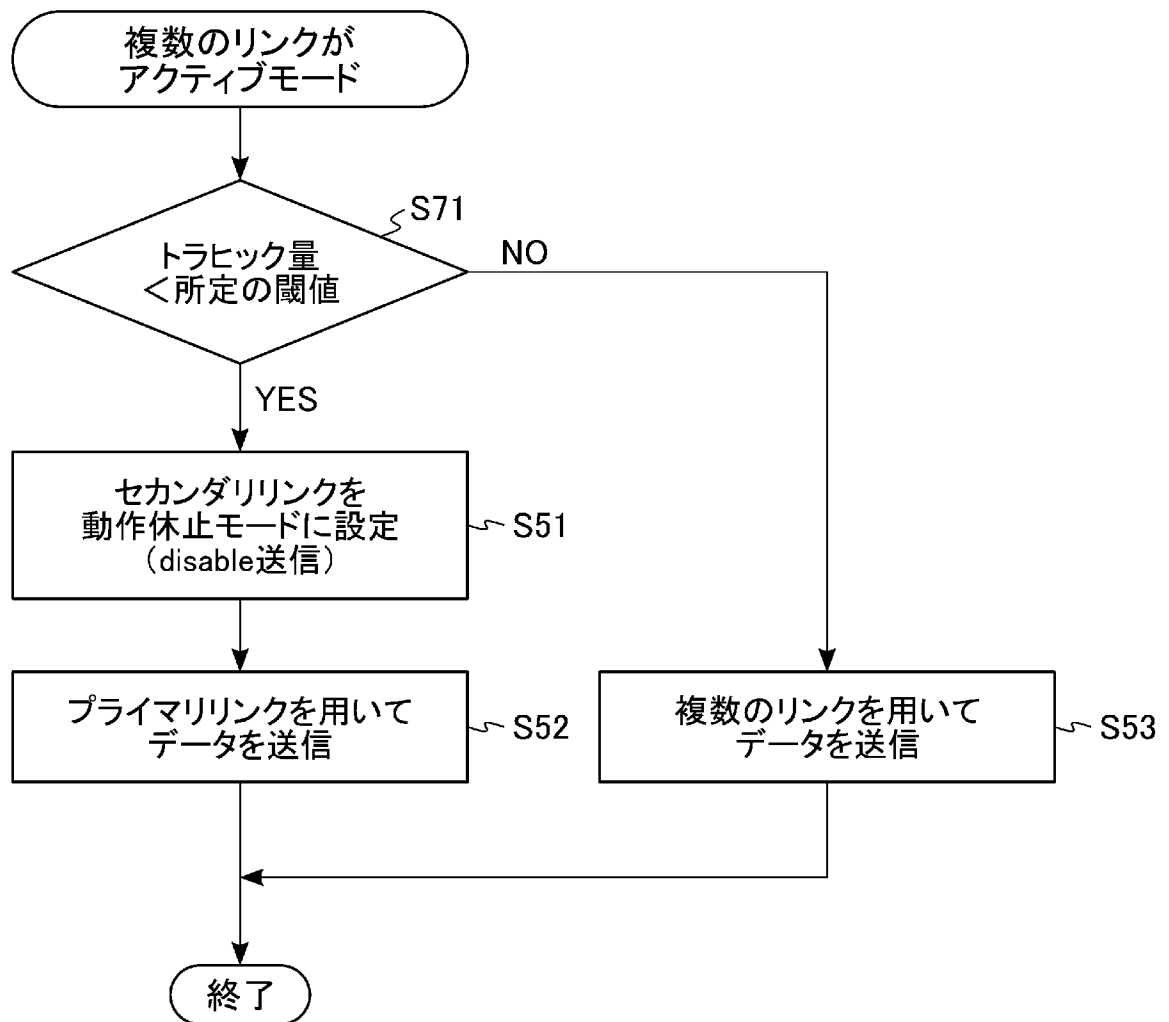 複数のリンクが
アクティブモード
S71
トラヒック量
<所定の閾値
NO
YES
セカンダリリンクを
動作休止モードに設定
(disable送信)
S51
プライマリリンクを用いて
データを送信
S52
複数のリンクを用いて
データを送信
S53
終了